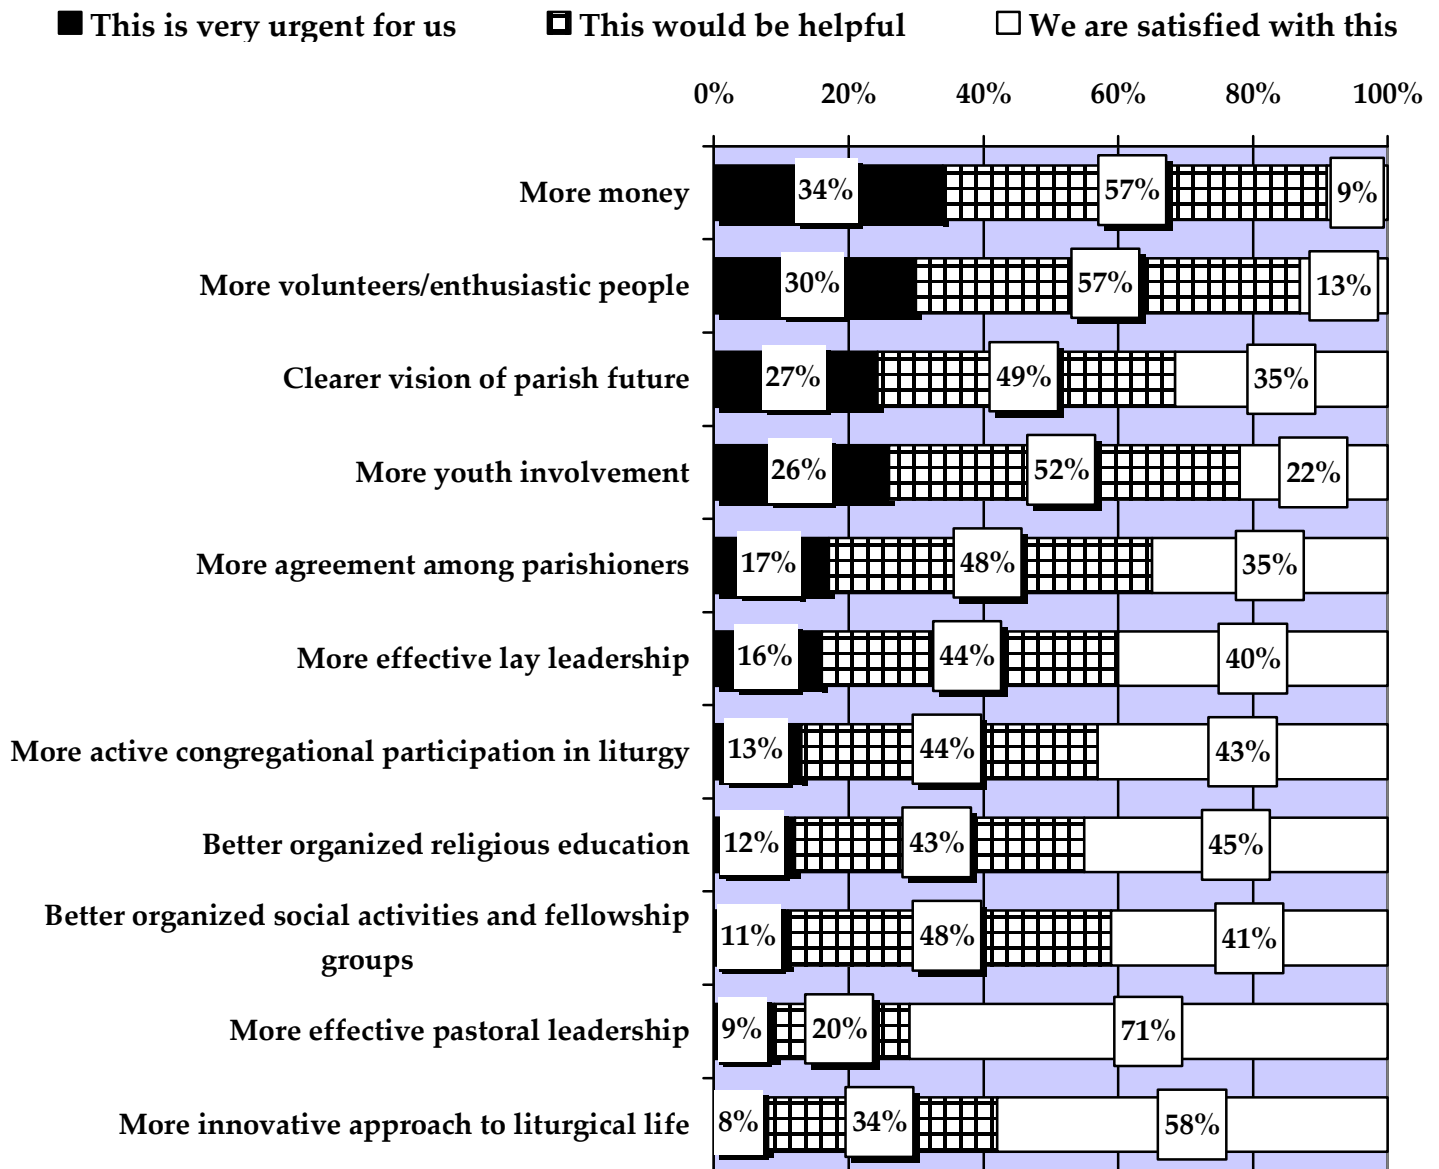 This is very urgent for us This would be helpful We are satisfied with this
0% 20% 40% 60% 80% 100%
More money 34% 57% 9%
More volunteers/enthusiastic people 30% 57% 13%
Clearer vision of parish future 27% 49% 35%
More youth involvement 26% 52% 22%
More agreement among parishioners 17% 48% 35%
More effective lay leadership 16% 44% 40%
More active congregational participation in liturgy 13% 44% 43%
Better organized religious education 12% 43% 45%
Better organized social activities and fellowship
groups 11% 48% 41%
More effective pastoral leadership 9% 20% 71%
More innovative approach to liturgical life 8% 34% 58%